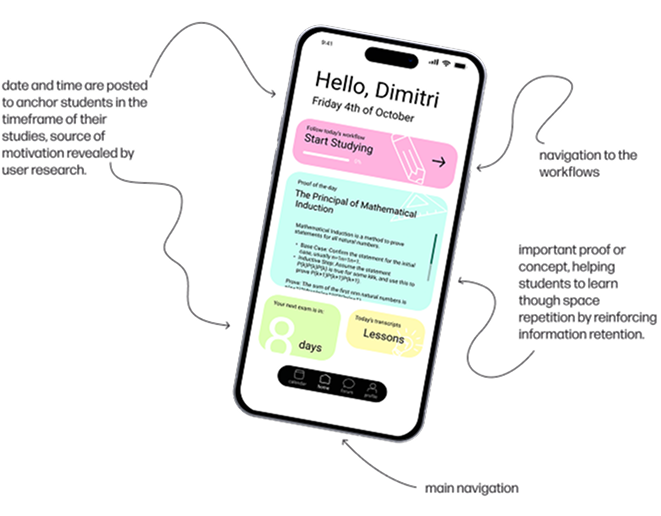 date and time are posted
to anchor students in the
timeframe of their
studies, source of
motivation revealed by
user research.
9:41
Hello, Dimitri
Friday 4th of October
Follow today's workflow
Start Studying
0%
Proof of the day
The Principal of Mathematical
Induction
Mathematical Induction is a method to prove
statements for all natural numbers.
Base Case: Confirm the statement for the initial
case, usually n=1n=1n=1.
Inductive Step: Assume the statement
P(k)P(k)P(k) is true for some kkk, and use this to
prove P(k+1)P(k+1)P(k+1).
Prove: The sum of the first nnn natural numbers is
Your next exam is in:
8 days
Today's transcripts
Lessons
calendar
home
forum
profile
navigation to the
workflows
important proof or
concept, helping
students to learn
though space
repetition by reinforcing
information retention.
main navigation